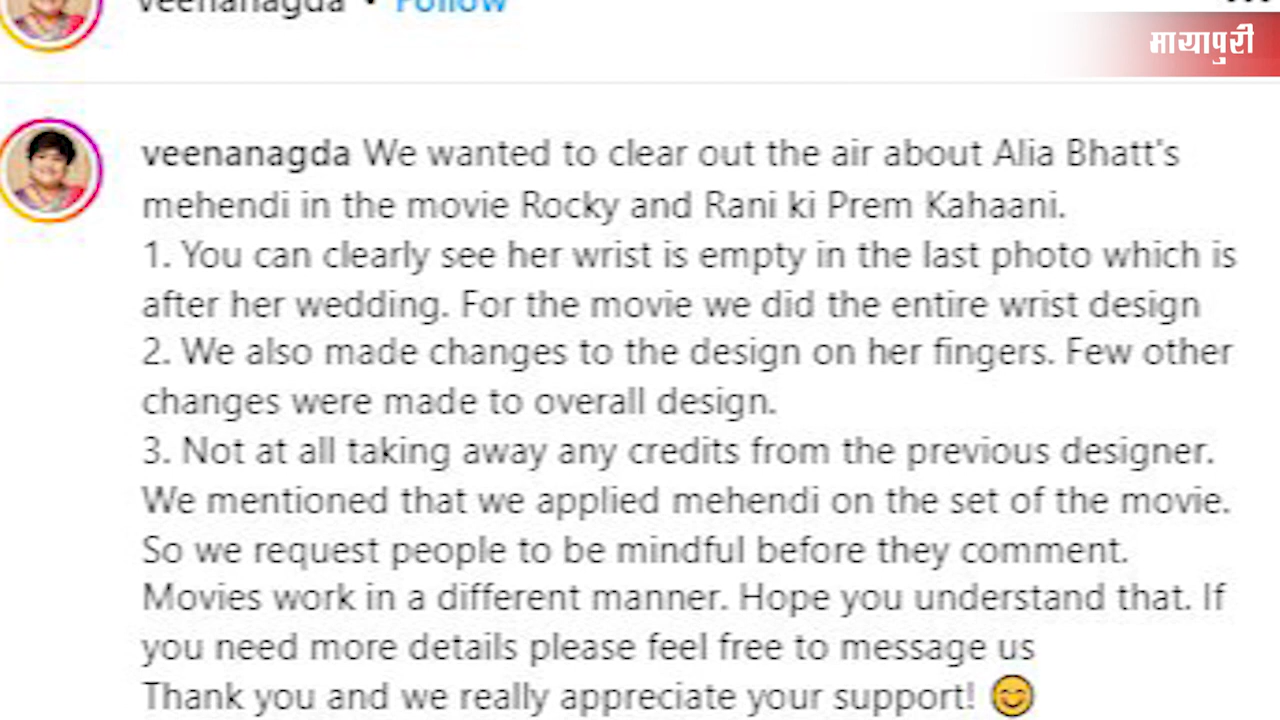 veenanagda • Follow
मायापुरी
veenanagda We wanted to clear out the air about Alia Bhatt's
mehendi in the movie Rocky and Rani ki Prem Kahaani.
1. You can clearly see her wrist is empty in the last photo which is
after her wedding. For the movie we did the entire wrist design
2. We also made changes to the design on her fingers. Few other
changes were made to overall design.
3. Not at all taking away any credits from the previous designer.
We mentioned that we applied mehendi on the set of the movie.
So we request people to be mindful before they comment.
Movies work in a different manner. Hope you understand that. If
you need more details please feel free to message us
Thank you and we really appreciate your support! 😊